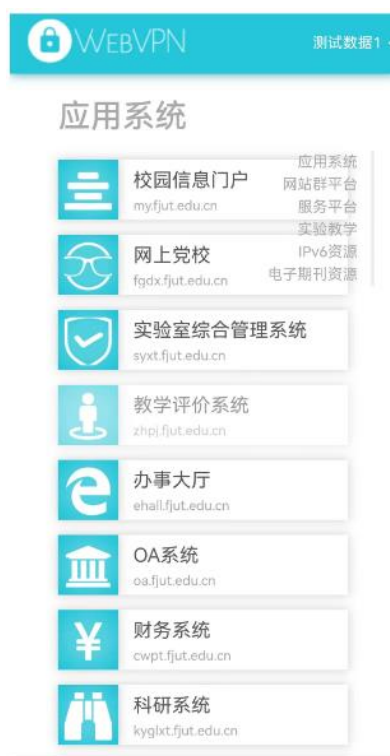 WEBVPN
测试数据1
应用系统
应用系统
网站群平台
服务平台
实验教学
IPv6资源
电子期刊资源
校园信息门户
my.fjut.edu.cn
网上党校
fgdx.fjut.edu.cn
实验室综合管理系统
syxt.fjut.edu.cn
教学评价系统
zhpj.fjut.edu.cn
办事大厅
ehall.fjut.edu.cn
OA系统
oa.fjut.edu.cn
¥
财务系统
cwpt.fjut.edu.cn
科研系统
kyglxt.fjut.edu.cn